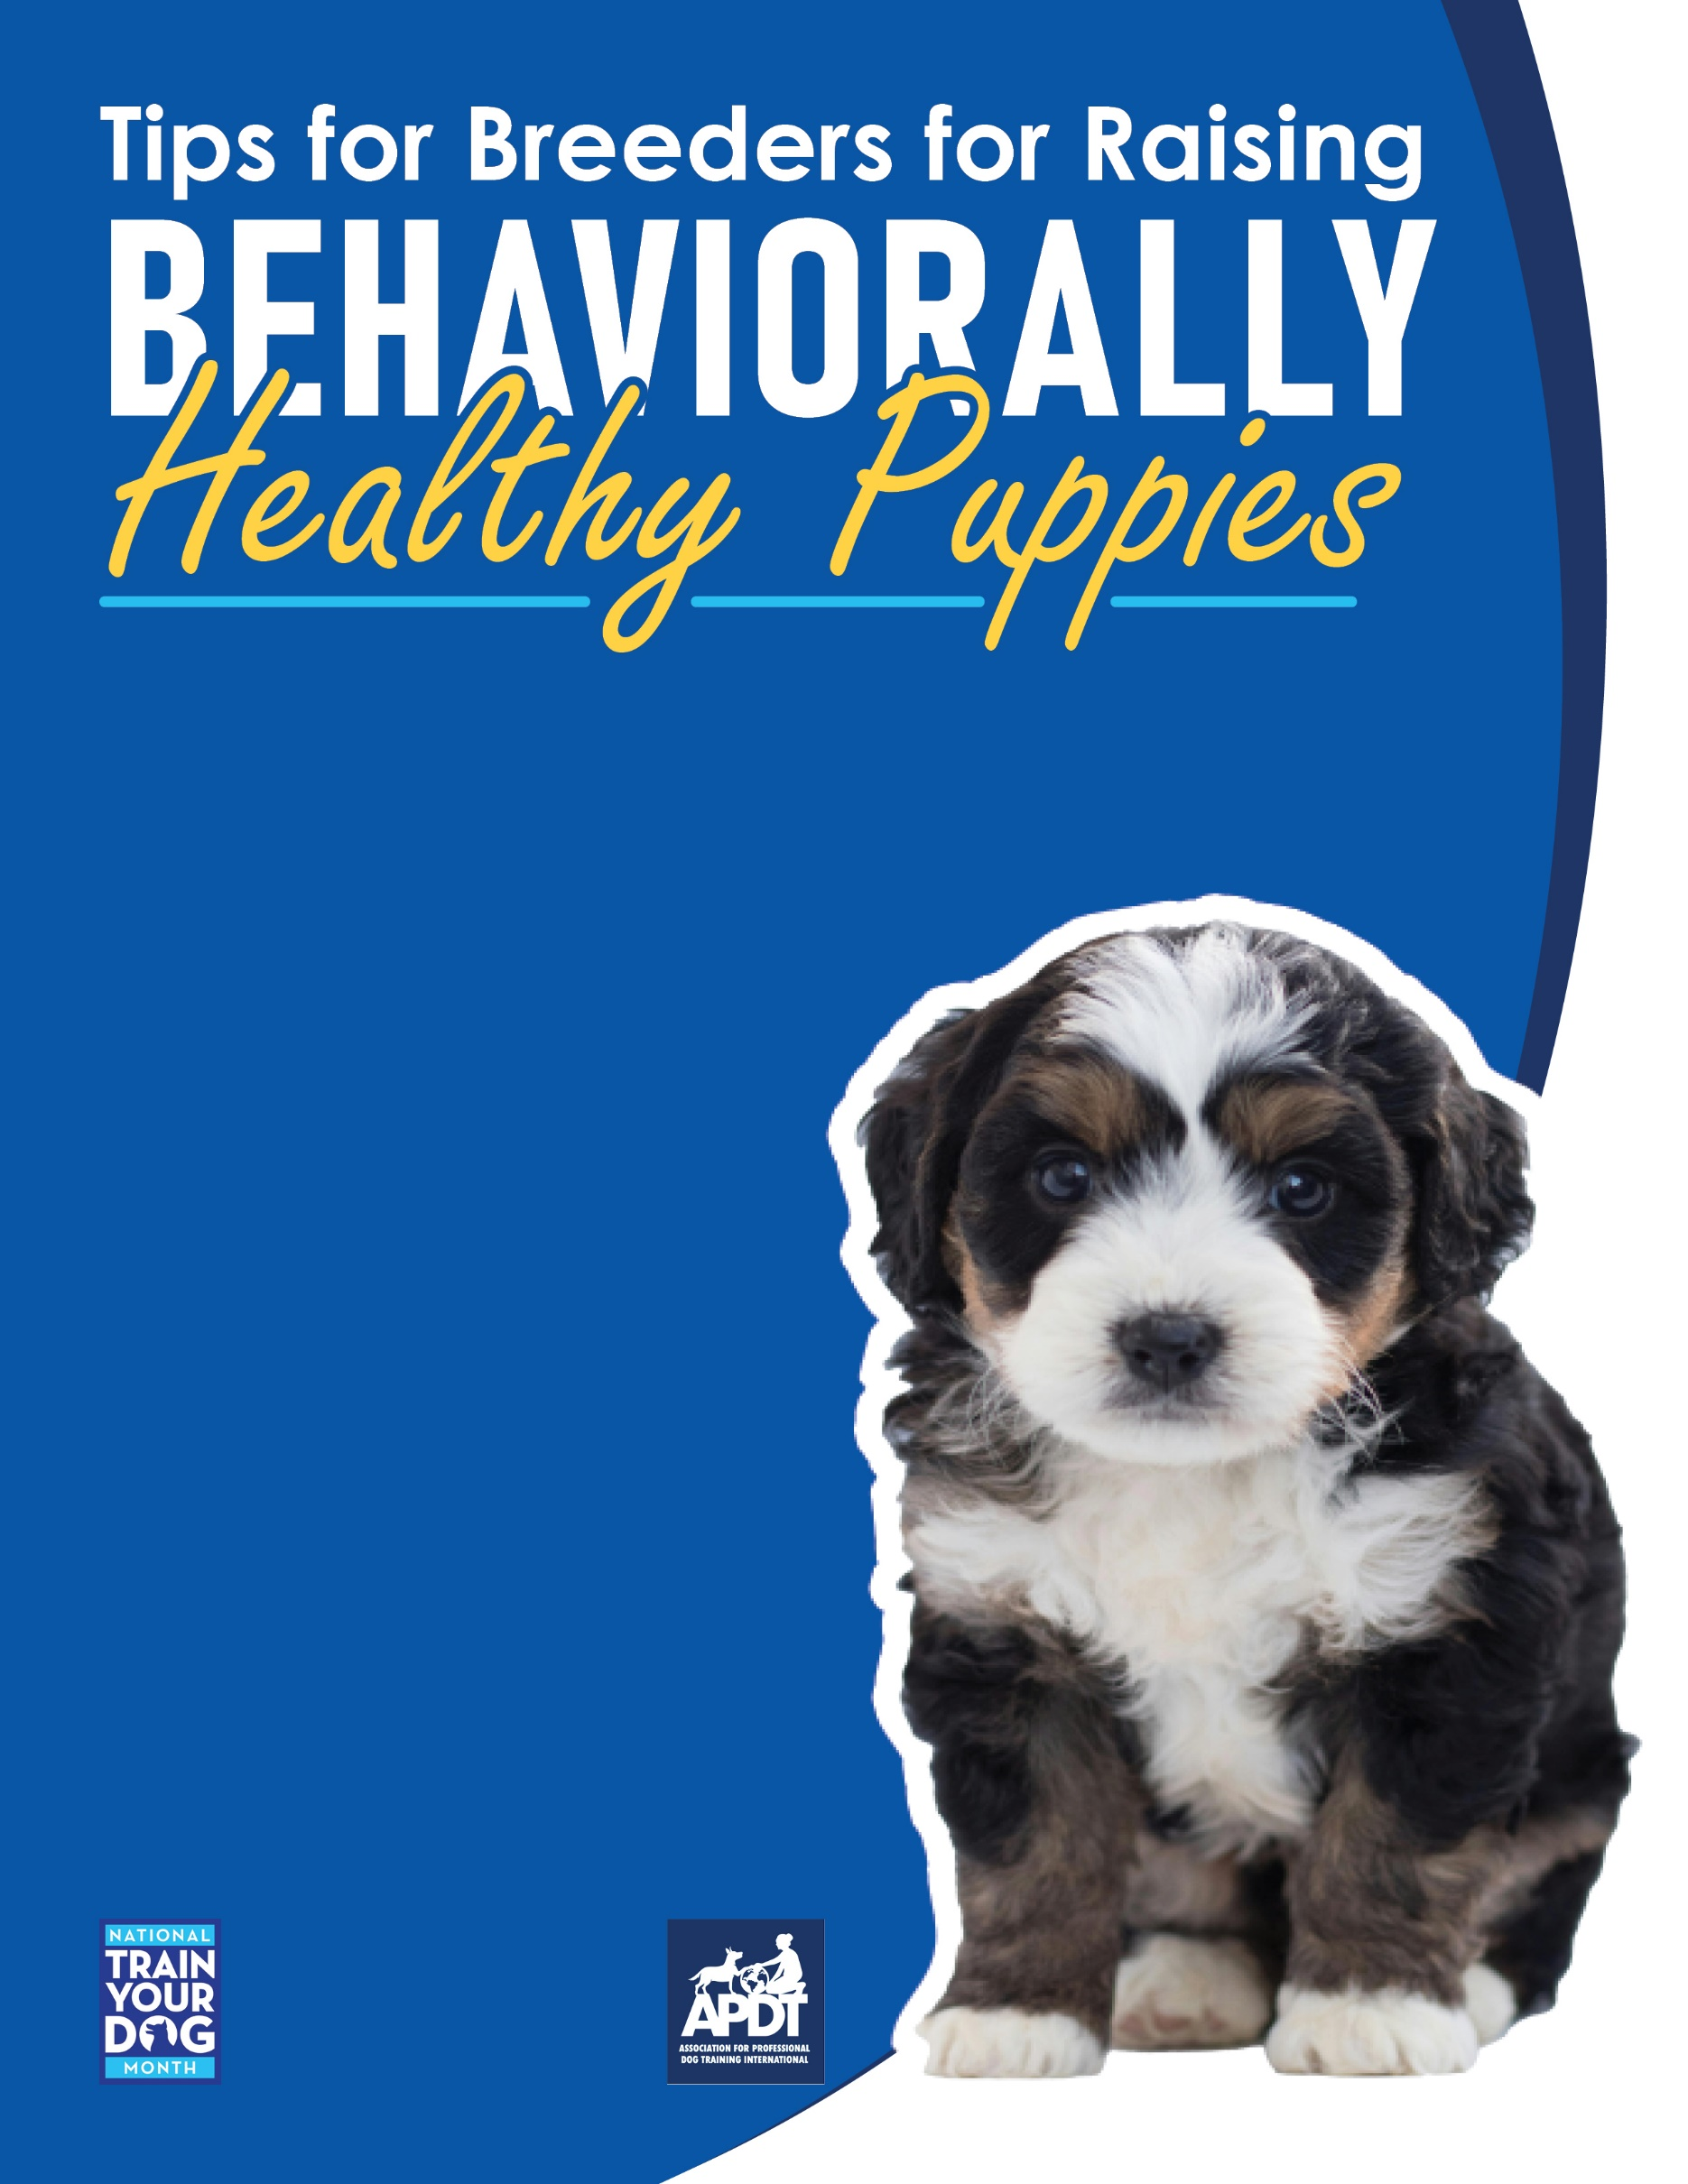 Tips for Breeders for Raising
BEHAVIORALLY
Healthy Puppies
NATIONAL
TRAIN
YOUR
DOG
MONTH
APDT
ASSOCIATION FOR PROFESSIONAL
DOG TRAINING INTERNATIONAL